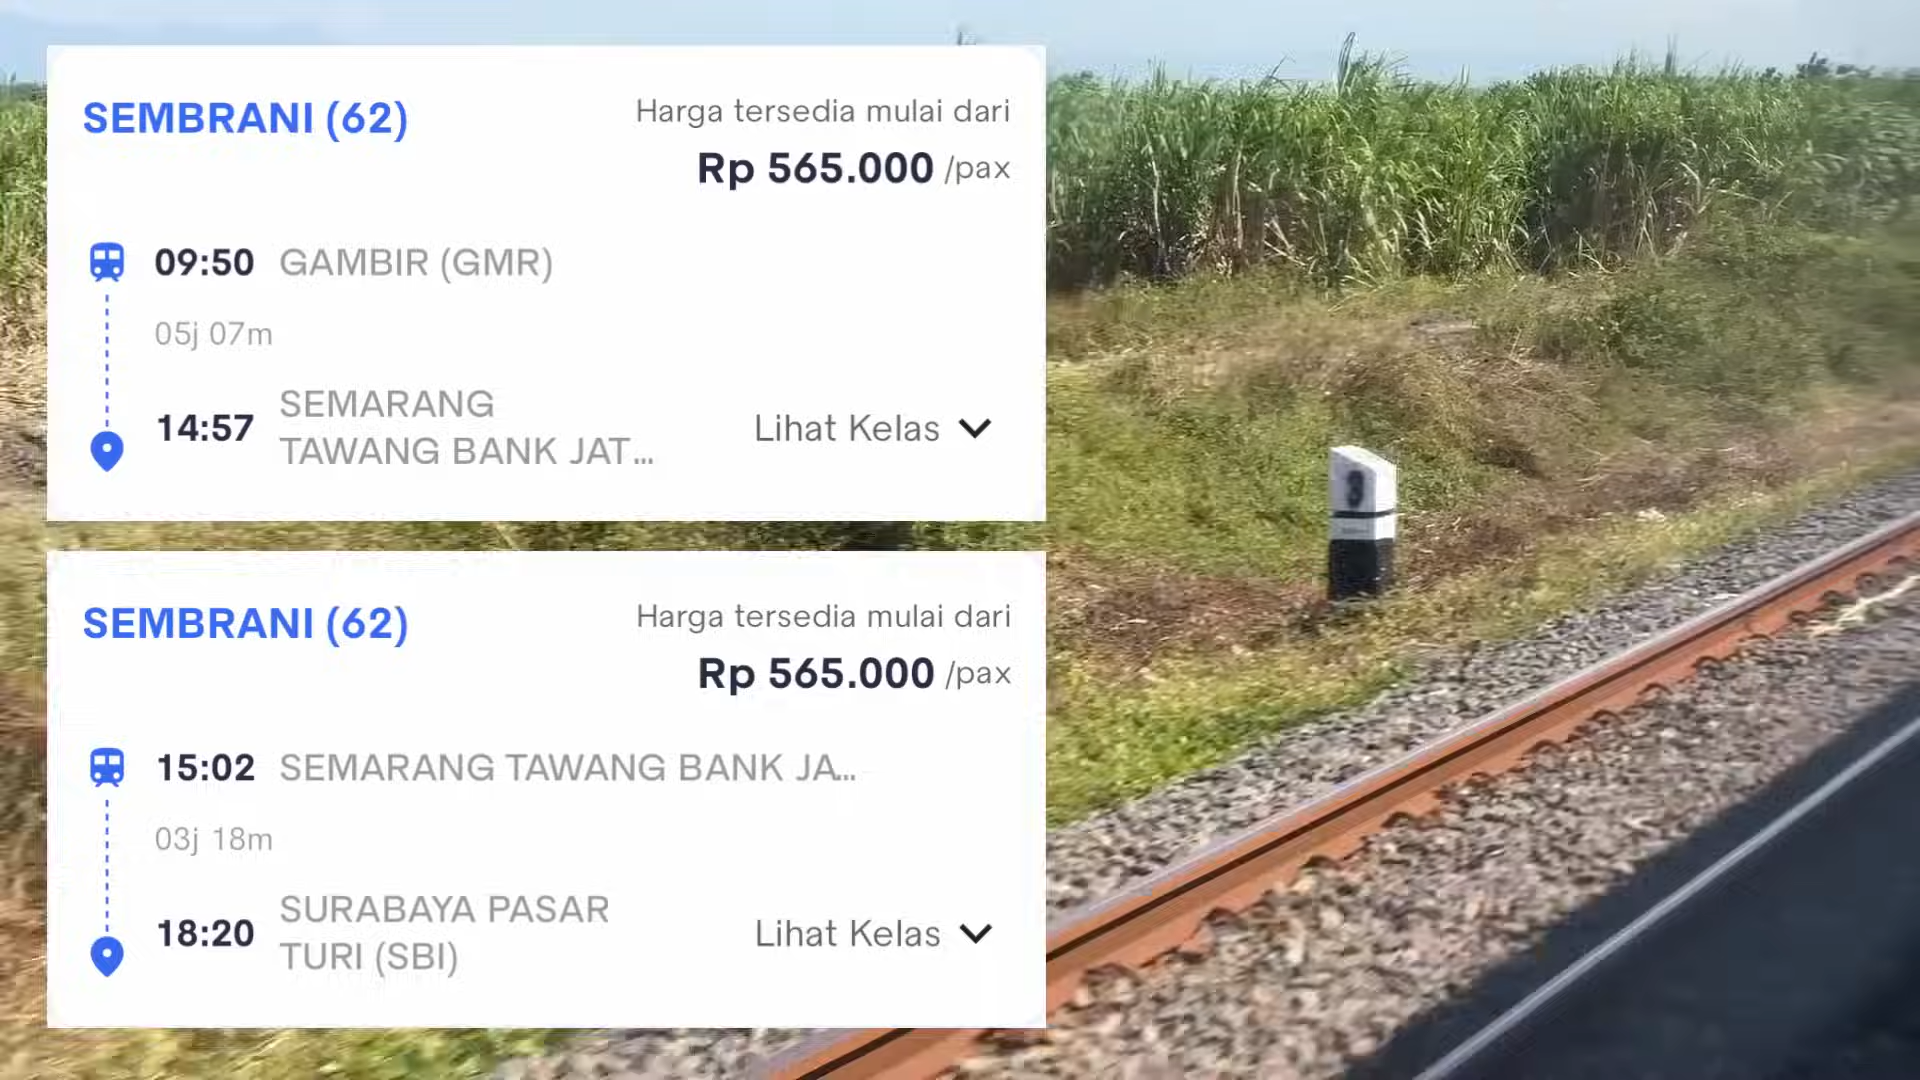 SEMBRANI (62)
Harga tersedia mulai dari
Rp 565.000 /pax
09:50 GAMBIR (GMR)
05j 07m
14:57 SEMARANG
TAWANG BANK JAT...
Lihat Kelas
SEMBRANI (62)
Harga tersedia mulai dari
Rp 565.000 /pax
15:02 SEMARANG TAWANG BANK JA...
03j 18m
18:20 SURABAYA PASAR
TURI (SBI)
Lihat Kelas